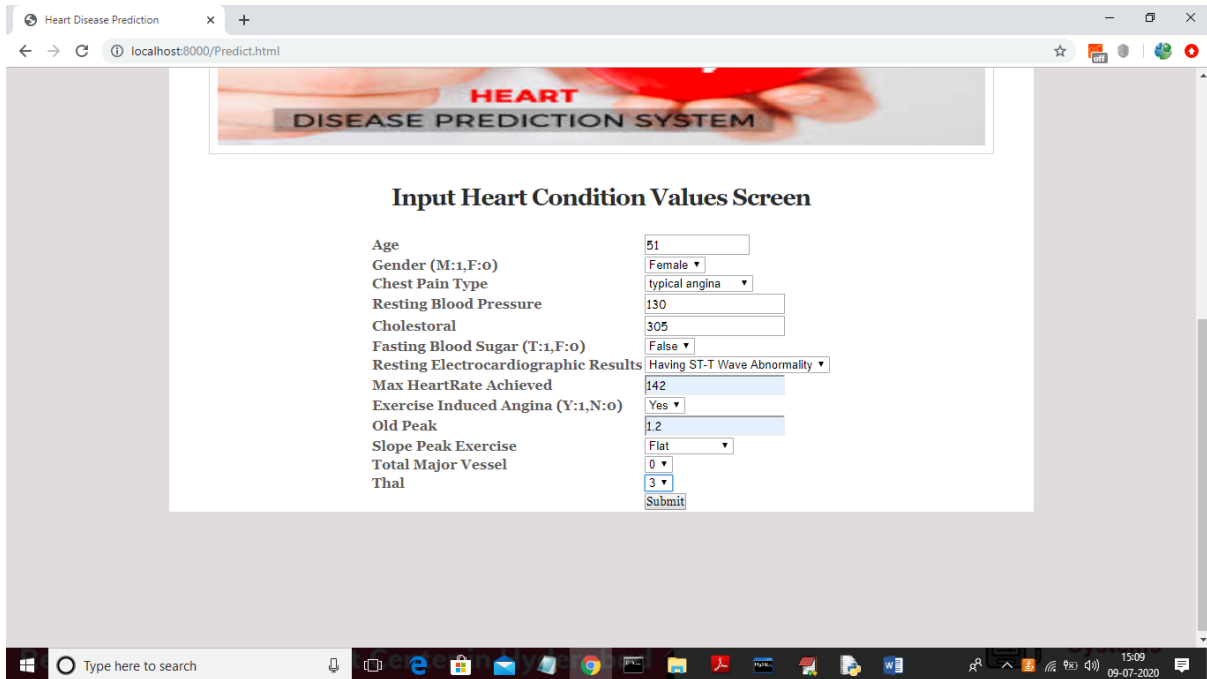 Heart Disease Prediction
localhost:8000/Predict.html
off
HEART
DISEASE PREDICTION SYSTEM
Input Heart Condition Values Screen
Age 51
Gender (M:1,F:0) Female
Chest Pain Type typical angina
Resting Blood Pressure 130
Cholestoral 305
Fasting Blood Sugar (T:1,F:0) False
Resting Electrocardiographic Results Having ST-T Wave Abnormality
Max HeartRate Achieved 142
Exercise Induced Angina (Y:1,N:0) Yes
Old Peak 1.2
Slope Peak Exercise Flat
Total Major Vessel 0
Thal 3
Submit
Type here to search
15:09
09-07-2020